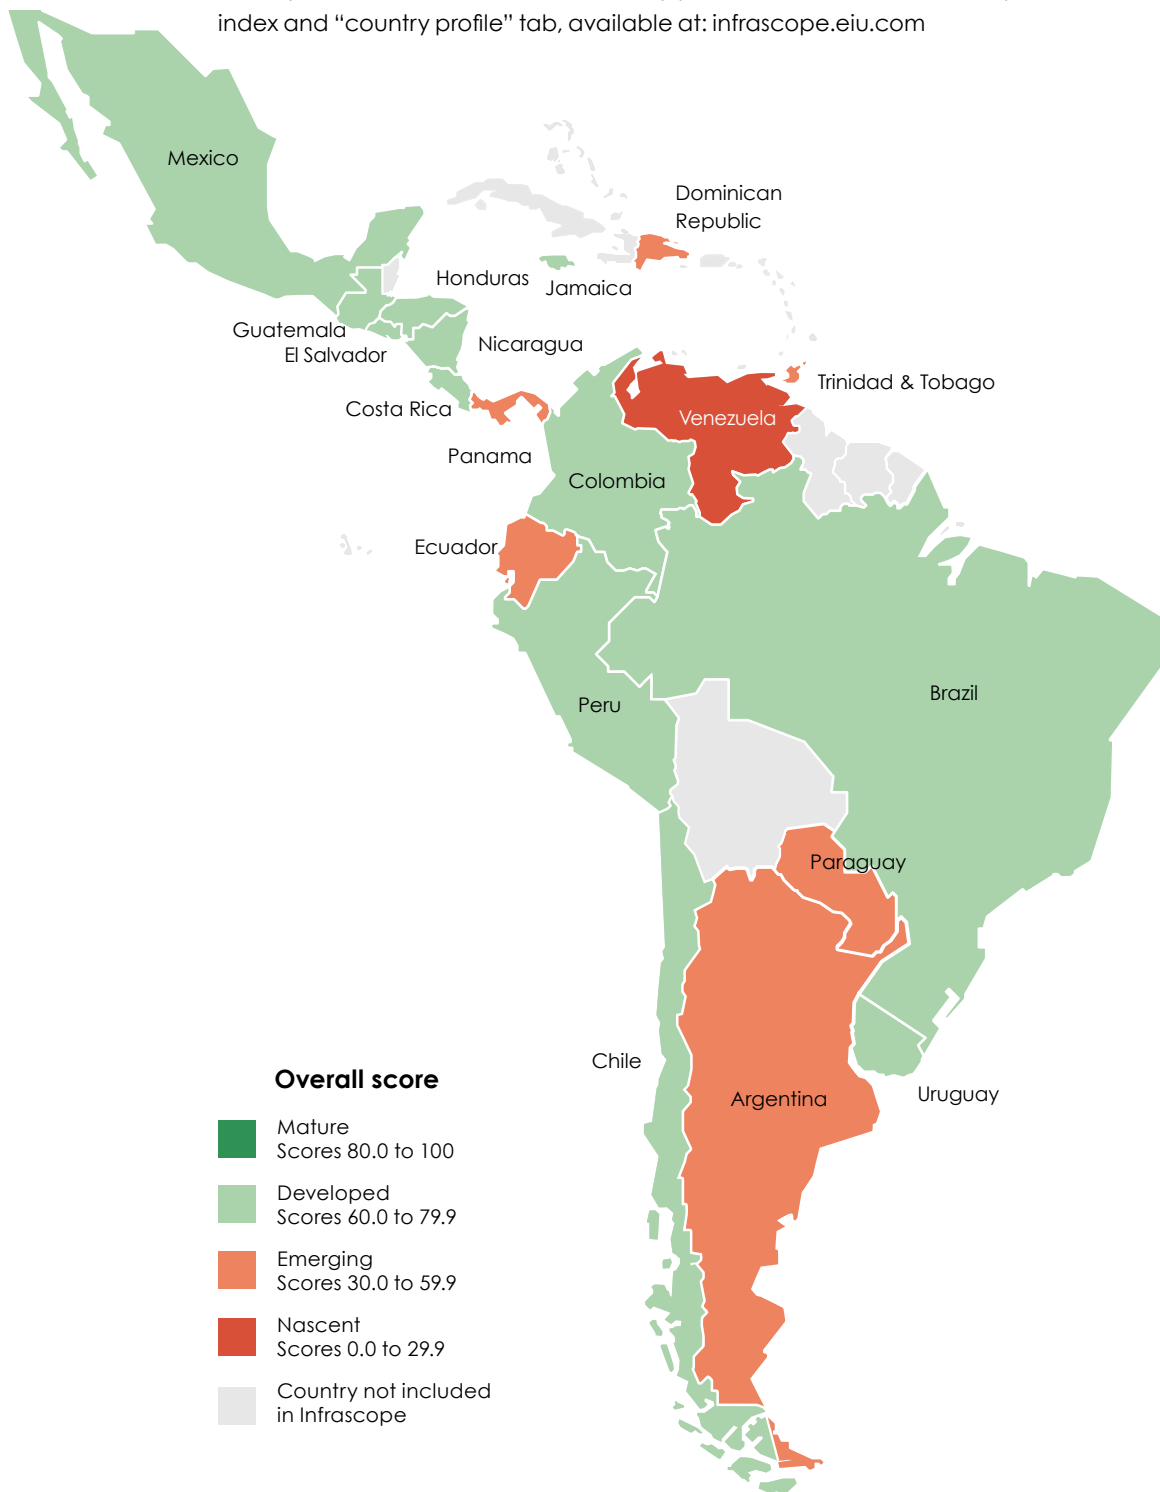 index and “country profile” tab, available at: infrascope.eiu.com
Mexico
Dominican
Republic
Honduras
Jamaica
Guatemala
El Salvador
Nicaragua
Trinidad & Tobago
Costa Rica
Venezuela
Panama
Colombia
Ecuador
Brazil
Peru
Paraguay
Chile
Argentina
Uruguay
Overall score
Mature
Scores 80.0 to 100
Developed
Scores 60.0 to 79.9
Emerging
Scores 30.0 to 59.9
Nascent
Scores 0.0 to 29.9
Country not included
in Infrascope